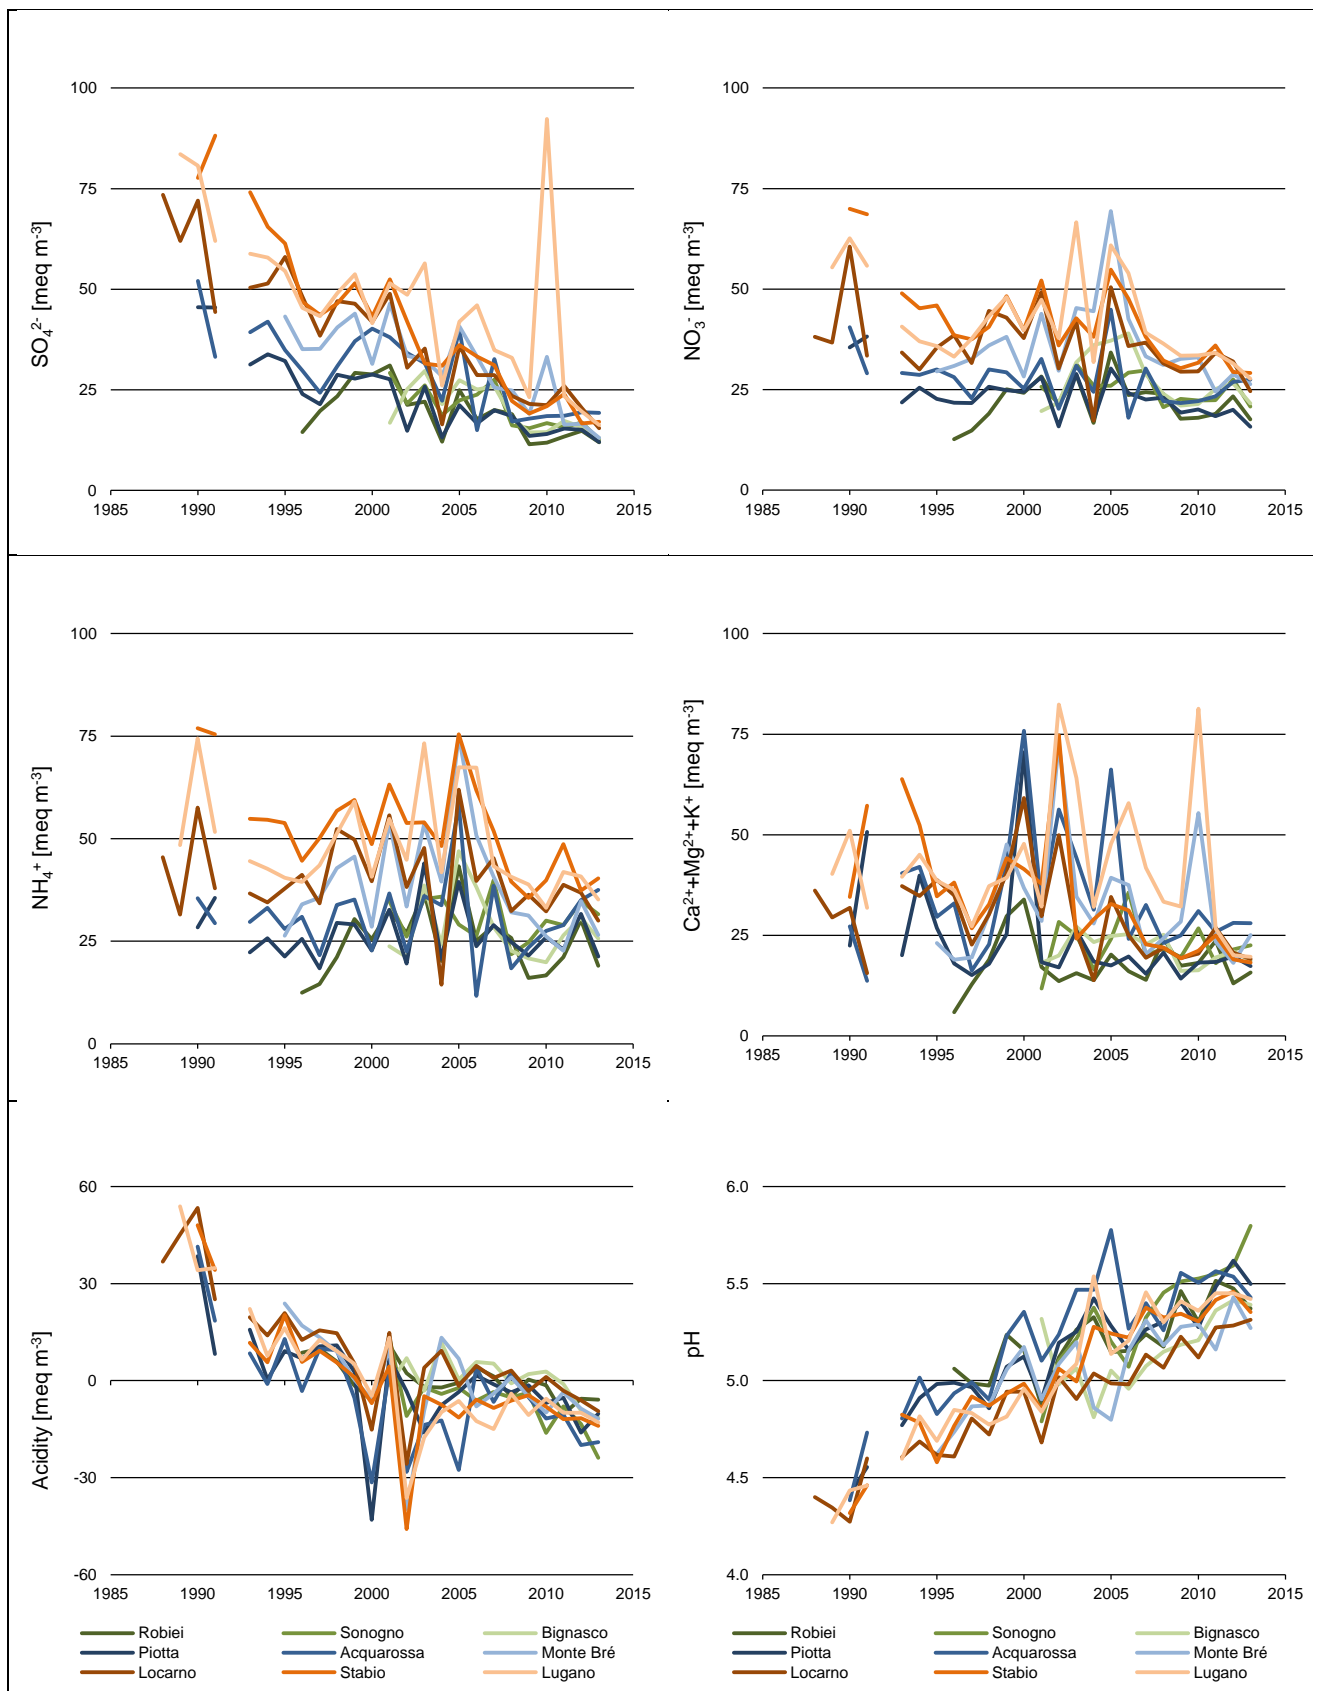 100
75
50
25
0
SO₄²⁻ [meq m⁻³]
1985 1990 1995 2000 2005 2010 2015
100
75
50
25
0
NO₃⁻ [meq m⁻³]
1985 1990 1995 2000 2005 2010 2015
100
75
50
25
0
NH₄⁺ [meq m⁻³]
1985 1990 1995 2000 2005 2010 2015
100
75
50
25
0
Ca²⁺+Mg²⁺+K⁺ [meq m⁻³]
1985 1990 1995 2000 2005 2010 2015
60
30
0
-30
-60
Acidity [meq m⁻³]
1985 1990 1995 2000 2005 2010 2015
6.0
5.5
5.0
4.5
4.0
pH
1985 1990 1995 2000 2005 2010 2015
Robiei Sonogno Bignasco
Piotta Acquarossa Monte Bré
Locarno Stabio Lugano
Robiei Sonogno Bignasco
Piotta Acquarossa Monte Bré
Locarno Stabio Lugano